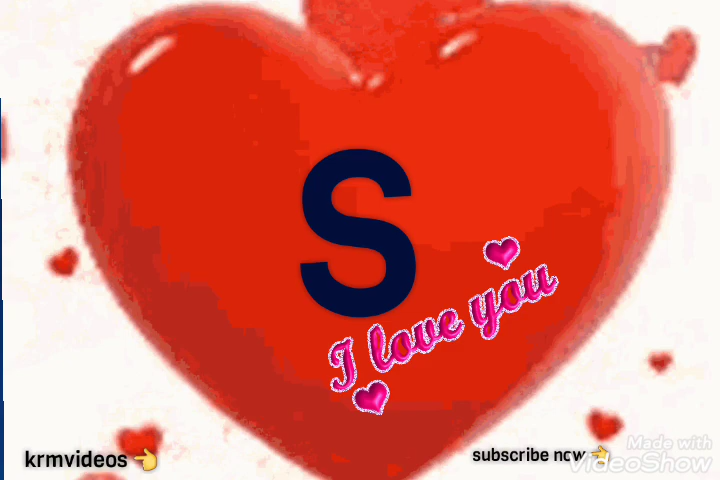 S
I love you
krmvideos👈
subscribe now👈
Made with
VideoShow